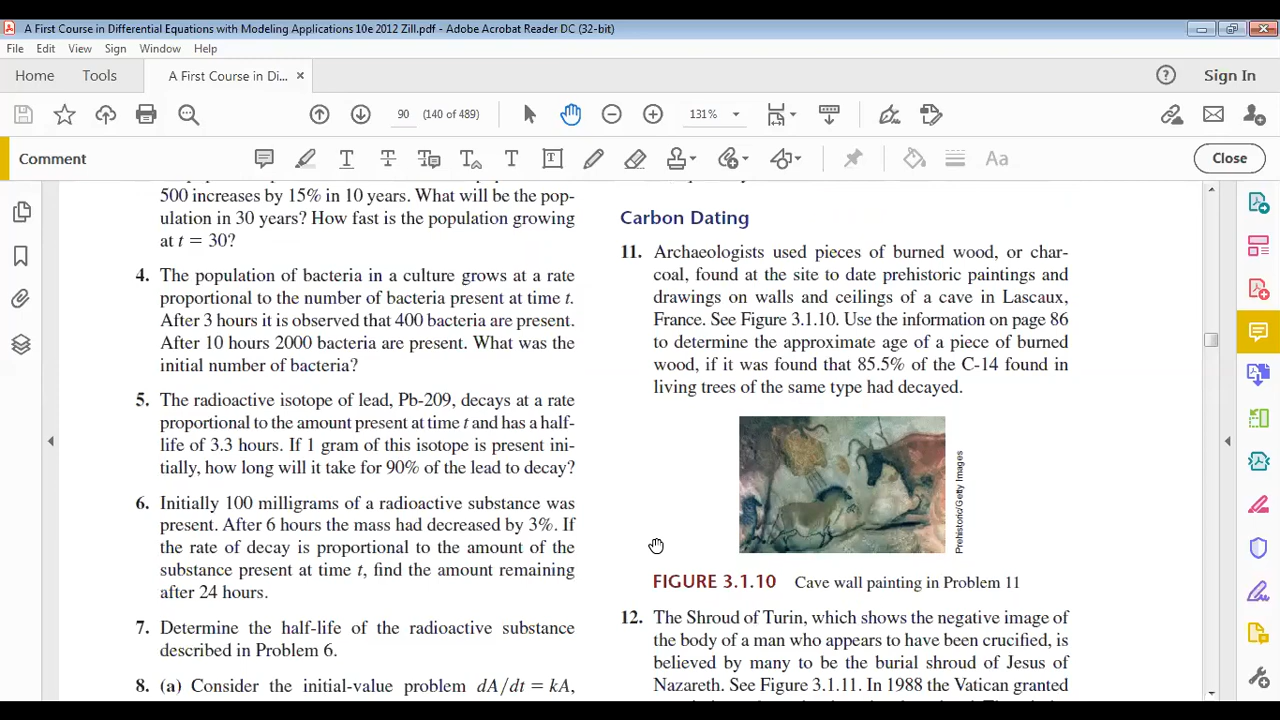 A First Course in Differential Equations with Modeling Applications 10e 2012 Zill.pdf - Adobe Acrobat Reader DC (32-bit)
File Edit View Sign Window Help
Home Tools A First Course in Di... × Sign In
90 (140 of 489) 131%
Comment Close
500 increases by 15% in 10 years. What will be the pop-
ulation in 30 years? How fast is the population growing
at t = 30?
4. The population of bacteria in a culture grows at a rate
proportional to the number of bacteria present at time t.
After 3 hours it is observed that 400 bacteria are present.
After 10 hours 2000 bacteria are present. What was the
initial number of bacteria?
5. The radioactive isotope of lead, Pb-209, decays at a rate
proportional to the amount present at time t and has a half-
life of 3.3 hours. If 1 gram of this isotope is present ini-
tially, how long will it take for 90% of the lead to decay?
6. Initially 100 milligrams of a radioactive substance was
present. After 6 hours the mass had decreased by 3%. If
the rate of decay is proportional to the amount of the
substance present at time t, find the amount remaining
after 24 hours.
7. Determine the half-life of the radioactive substance
described in Problem 6.
8. (a) Consider the initial-value problem dA/dt = kA,
Carbon Dating
11. Archaeologists used pieces of burned wood, or char-
coal, found at the site to date prehistoric paintings and
drawings on walls and ceilings of a cave in Lascaux,
France. See Figure 3.1.10. Use the information on page 86
to determine the approximate age of a piece of burned
wood, if it was found that 85.5% of the C-14 found in
living trees of the same type had decayed.
Prehistoric/Getty Images
FIGURE 3.1.10 Cave wall painting in Problem 11
12. The Shroud of Turin, which shows the negative image of
the body of a man who appears to have been crucified, is
believed by many to be the burial shroud of Jesus of
Nazareth. See Figure 3.1.11. In 1988 the Vatican granted